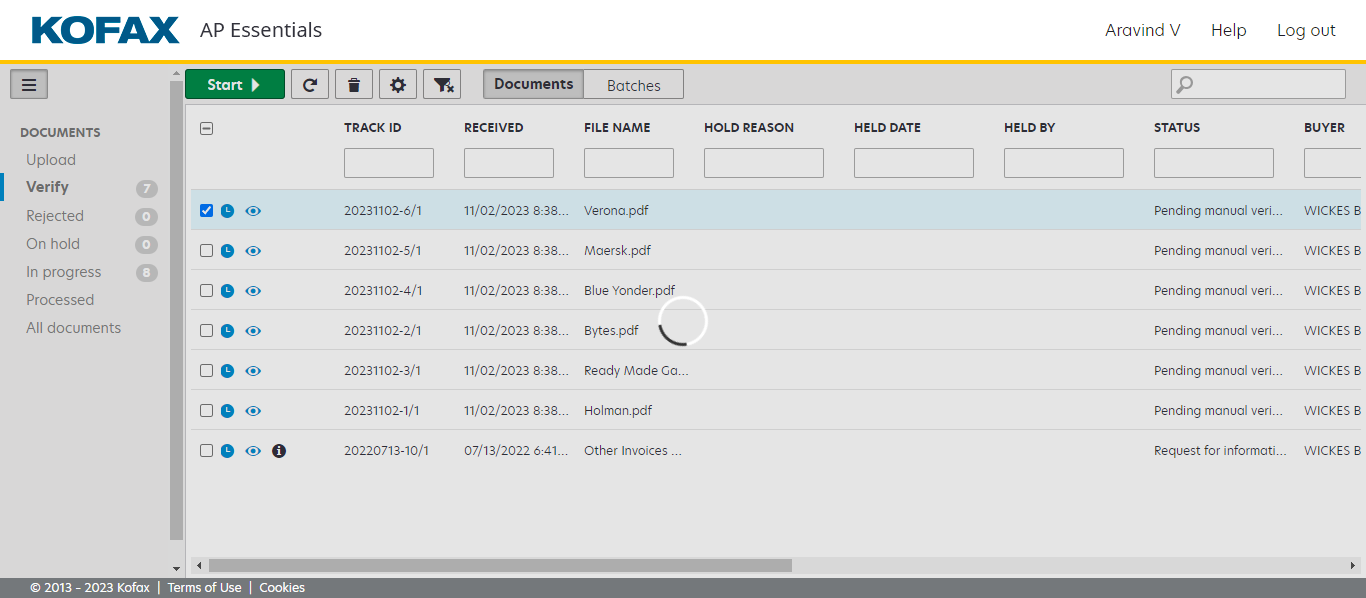 KOFAX AP Essentials Aravind V Help Log out
Start Documents Batches
DOCUMENTS
Upload
Verify 7
Rejected 0
On hold 0
In progress 8
Processed
All documents
TRACK ID RECEIVED FILE NAME HOLD REASON HELD DATE HELD BY STATUS BUYER
20231102-6/1 11/02/2023 8:38... Verona.pdf Pending manual veri... WICKES B
20231102-5/1 11/02/2023 8:38... Maersk.pdf Pending manual veri... WICKES B
20231102-4/1 11/02/2023 8:38... Blue Yonder.pdf Pending manual veri... WICKES B
20231102-2/1 11/02/2023 8:38... Bytes.pdf Pending manual veri... WICKES B
20231102-3/1 11/02/2023 8:38... Ready Made Ga... Pending manual veri... WICKES B
20231102-1/1 11/02/2023 8:38... Holman.pdf Pending manual veri... WICKES B
20220713-10/1 07/13/2022 6:41... Other Invoices ... Request for informati... WICKES B
© 2013 - 2023 Kofax | Terms of Use | Cookies